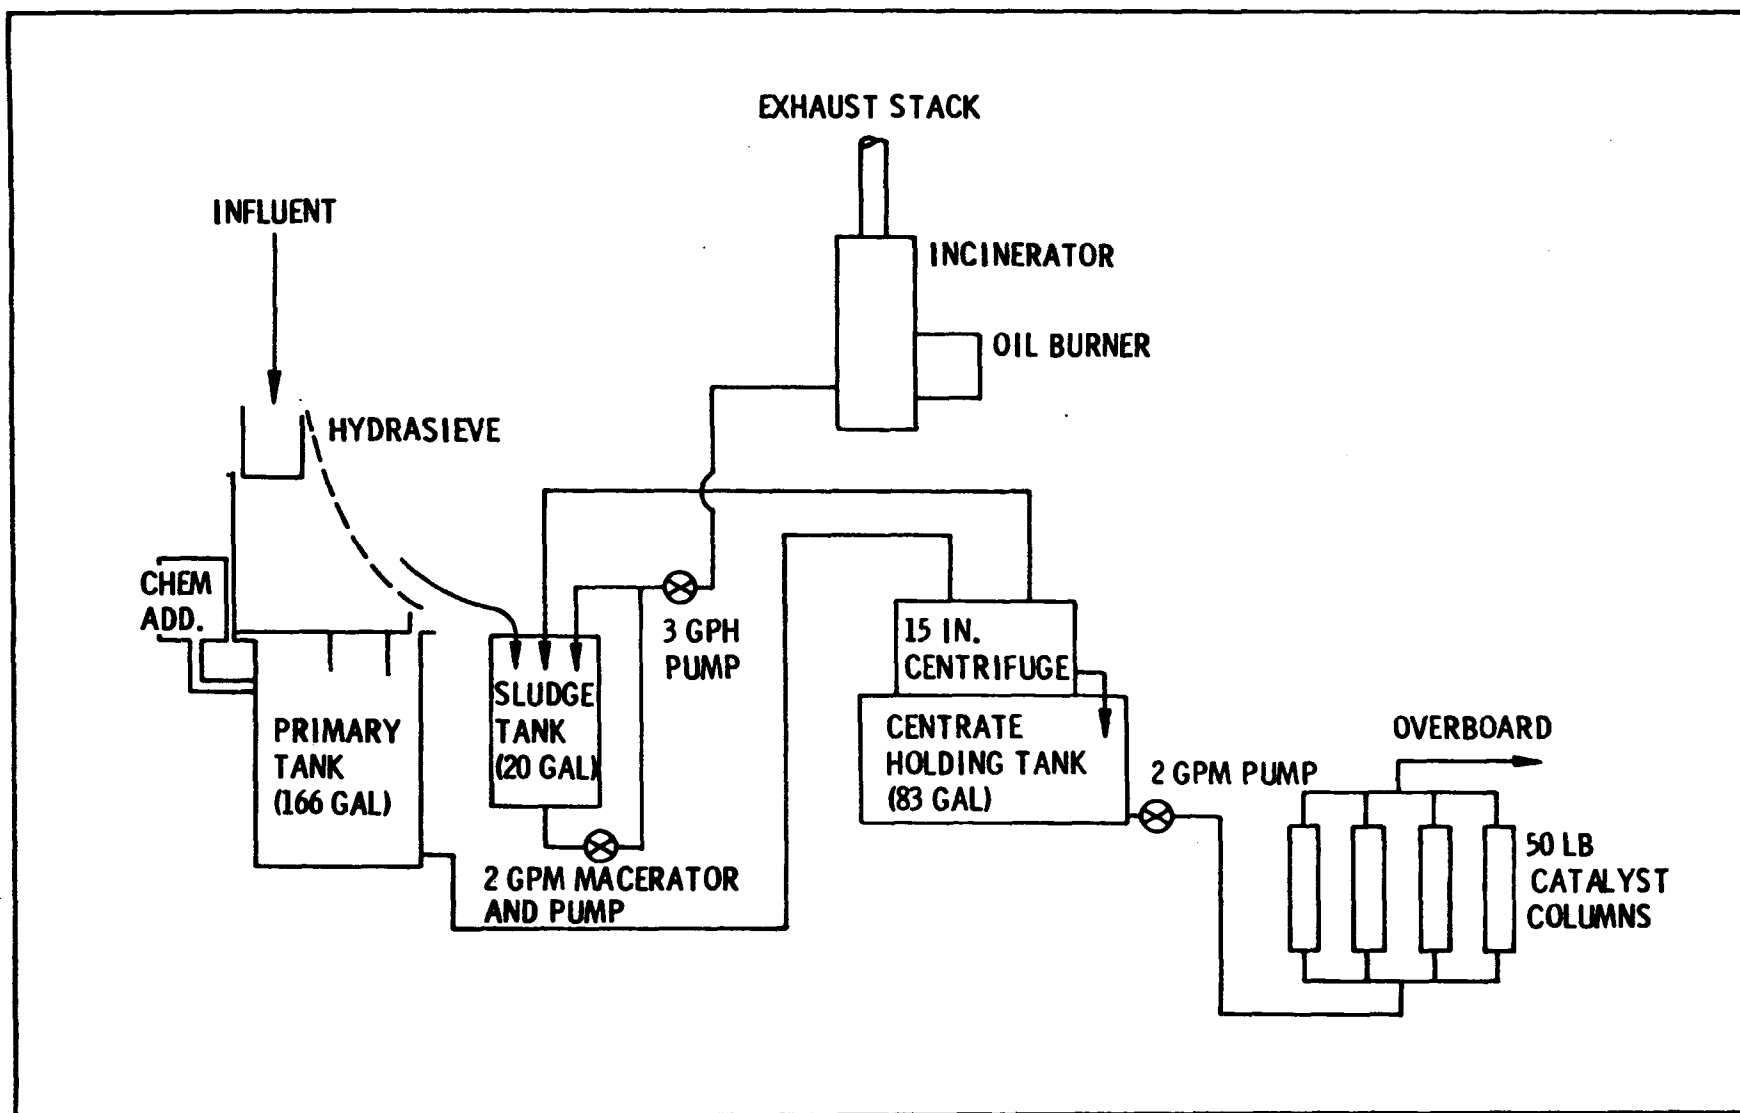 EXHAUST STACK
INFLUENT
INCINERATOR
OIL BURNER
HYDRASIEVE
CHEM
ADD.
3 GPH
PUMP
15 IN.
CENTRIFUGE
SLUDGE
TANK
(20 GAL)
PRIMARY
TANK
(166 GAL)
CENTRATE
HOLDING TANK
(83 GAL)
2 GPM PUMP
OVERBOARD
2 GPM MACERATOR
AND PUMP
50 LB
CATALYST
COLUMNS